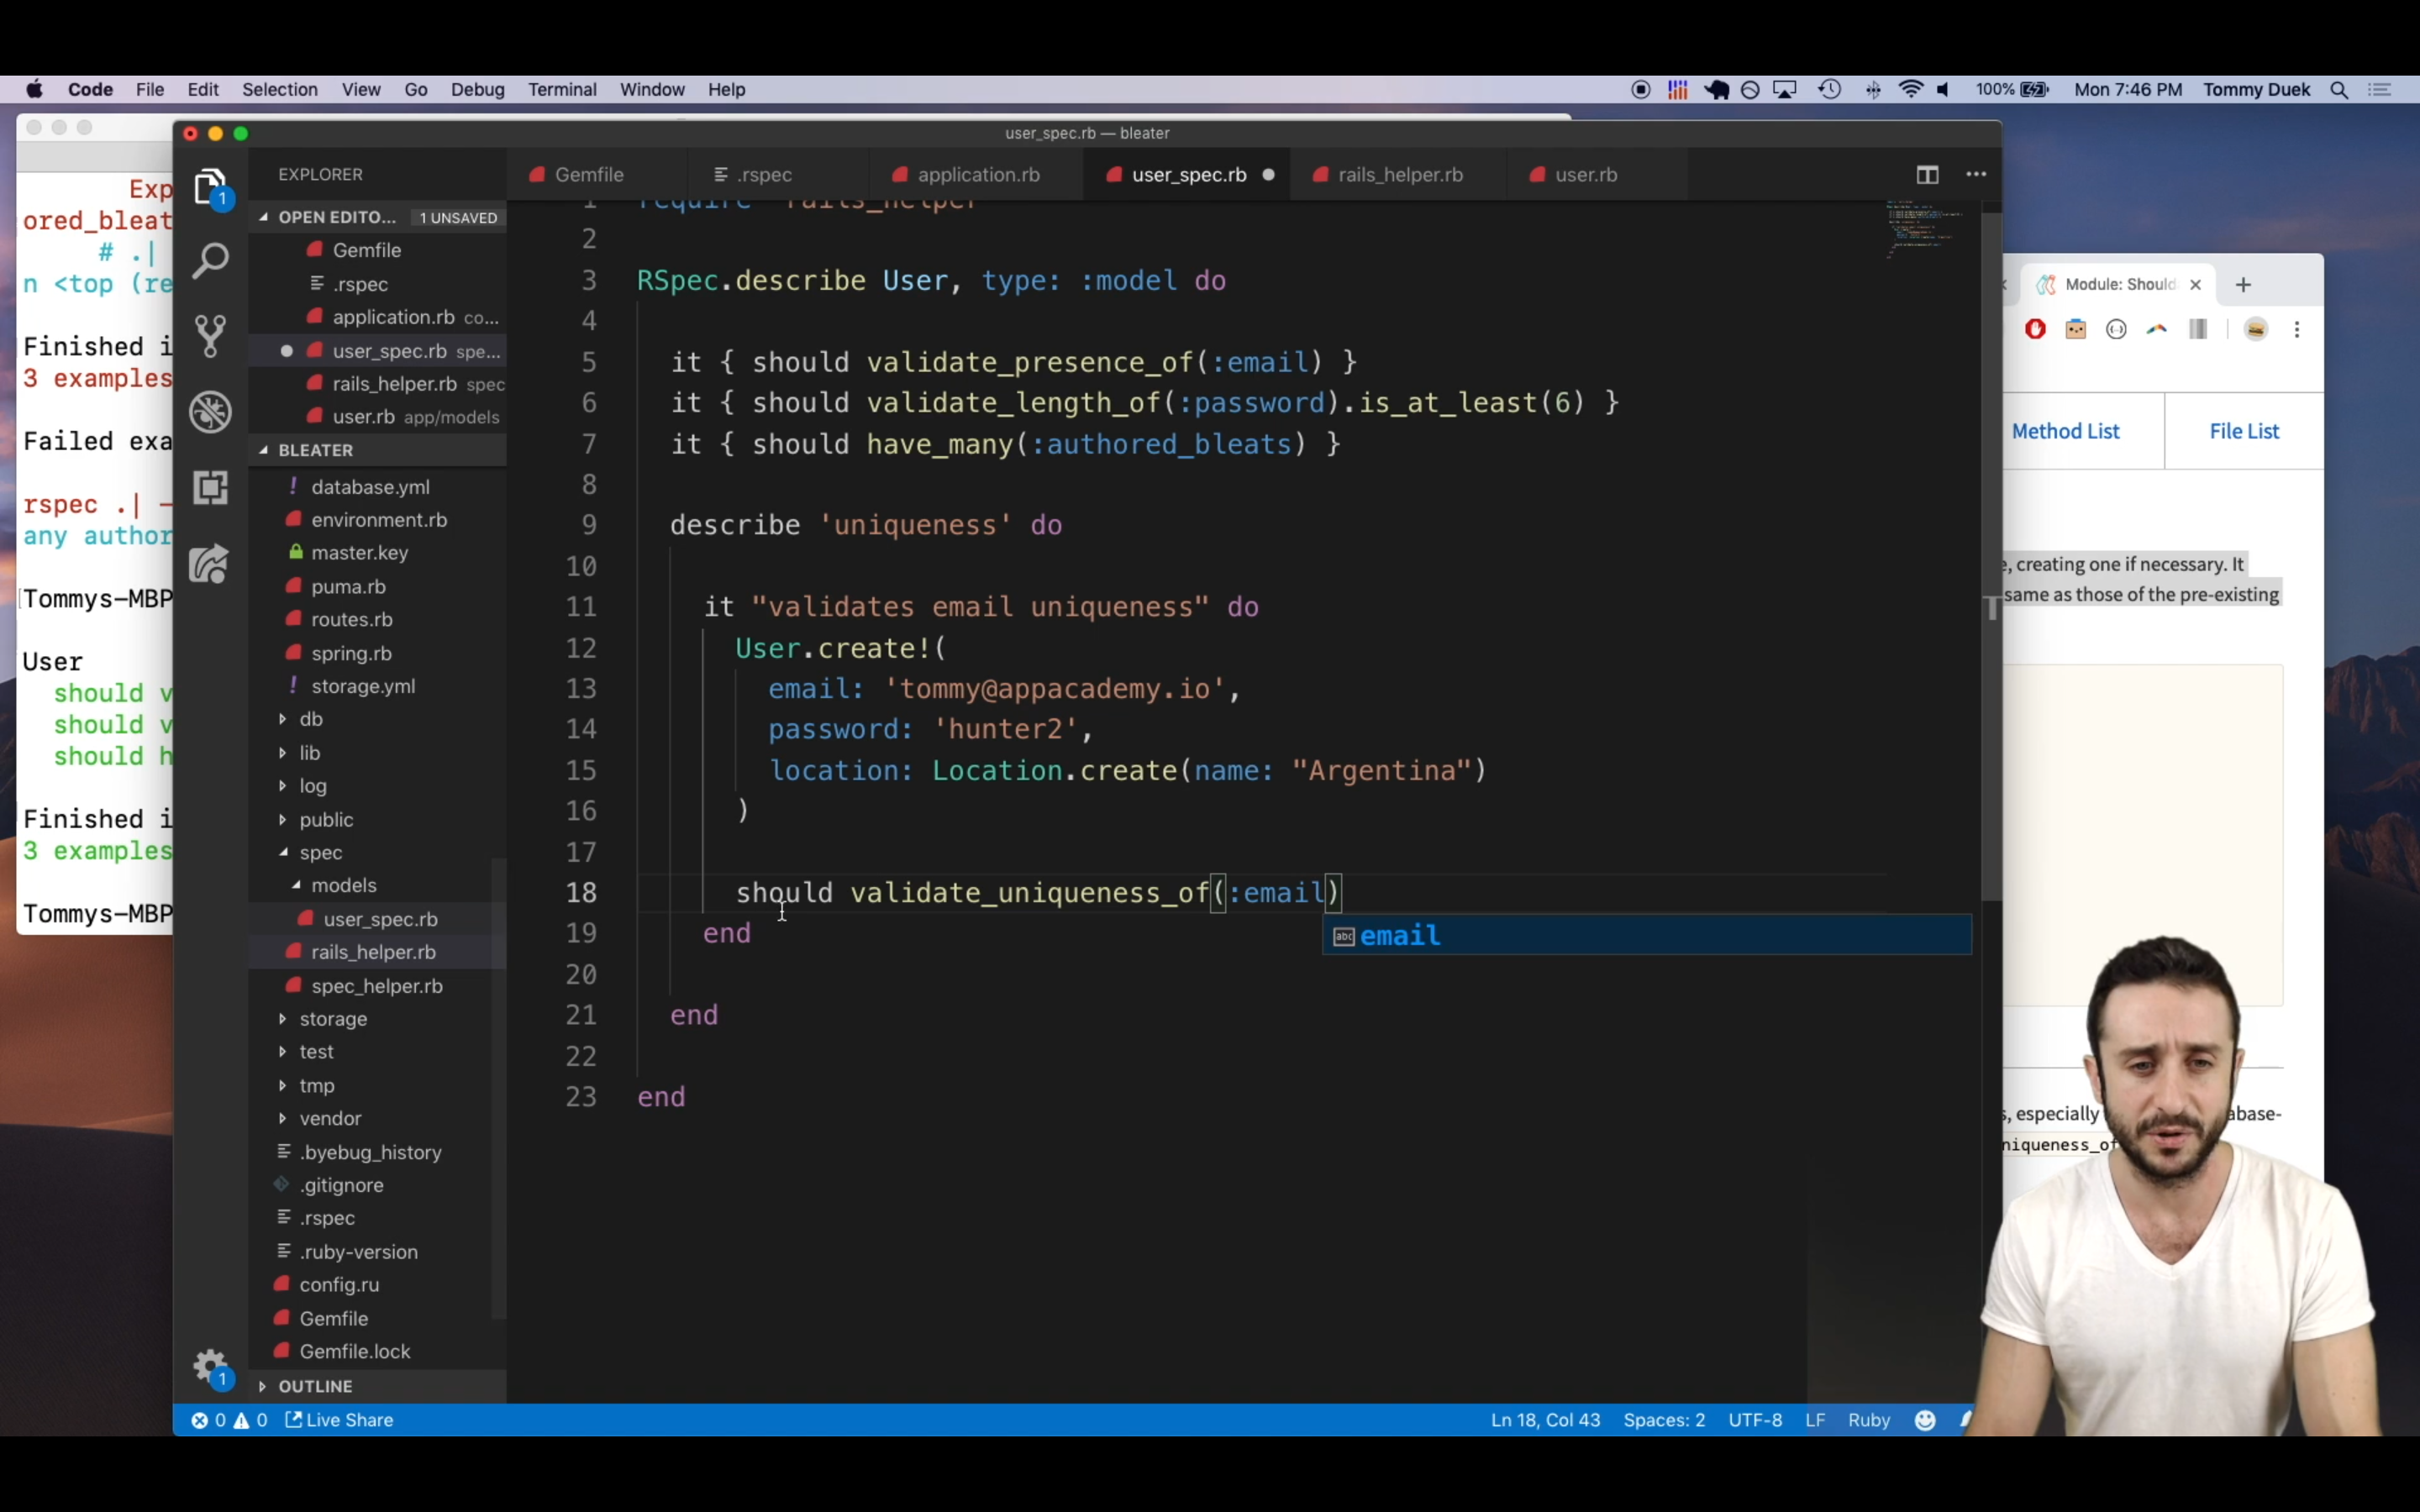 Code File Edit Selection View Go Debug Terminal Window Help
100% Mon 7:46 PM Tommy Duek
user_spec.rb — bleater
EXPLORER
Gemfile .rspec application.rb user_spec.rb rails_helper.rb user.rb
OPEN EDITO... 1 UNSAVED
Gemfile
.rspec
application.rb co...
user_spec.rb spe...
rails_helper.rb spec
user.rb app/models
BLEATER
database.yml
environment.rb
master.key
puma.rb
routes.rb
spring.rb
storage.yml
db
lib
log
public
spec
models
user_spec.rb
rails_helper.rb
spec_helper.rb
storage
test
tmp
vendor
.byebug_history
.gitignore
.rspec
.ruby-version
config.ru
Gemfile
Gemfile.lock
OUTLINE
1
1
2
3 RSpec.describe User, type: :model do
4
5 it { should validate_presence_of(:email) }
6 it { should validate_length_of(:password).is_at_least(6) }
7 it { should have_many(:authored_bleats) }
8
9 describe 'uniqueness' do
10
11 it "validates email uniqueness" do
12 User.create!(
13 email: 'tommy@appacademy.io',
14 password: 'hunter2',
15 location: Location.create(name: "Argentina")
16 )
17
18 should validate_uniqueness_of(:email)
19 end
abc email
20
21 end
22
23 end
0 0 Live Share
Ln 18, Col 43 Spaces: 2 UTF-8 LF Ruby
Exp
ored_bleat
# .|
n <top (re
Finished i
3 examples
Failed exa
rspec .| —
any author
Tommys-MBP
User
should v
should v
should h
Finished i
3 examples
Tommys-MBP
Module: Should
Method List File List
, creating one if necessary. It
same as those of the pre-existing
, especially abase-
niqueness_of